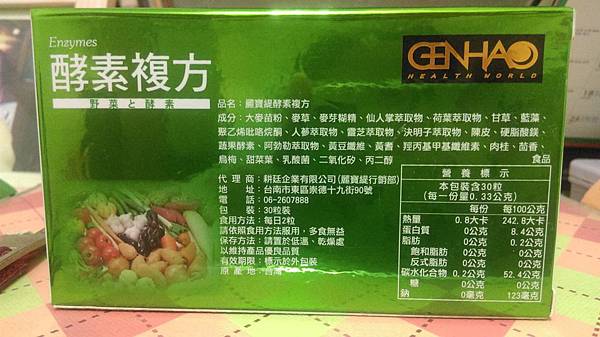 Enzymes
酵素複方
野菜と酵素
GENHAO
HEALTH WORLD
品名：麗寶緹酵素複方
成分：大麥苗粉、麥草、麥芽糊精、仙人掌萃取物、荷葉萃取物、甘草、藍藻、
聚乙烯吡咯烷酮、人蔘萃取物、靈芝萃取物、決明子萃取物、陳皮、硬脂酸鎂、
蔬果酵素、阿勃勒萃取物、黃豆纖維、黃耆、羥丙基甲基纖維素、肉桂、茴香、
烏梅、甜菜葉、乳酸菌、二氧化矽、丙二醇
食品
代理商：耕廷企業有限公司(麗寶緹行銷部)
地址：台南市東區崇德十九街90號
電話：06-2607888
包裝：30粒裝
食用方法：每日2粒
請依照食用方法服用，多食無益
保存方法：請置於低溫、乾燥處
以維持產品優良品質
有效期限：標示於外包裝
原產地：台灣
營養標示
本包裝含30粒
(每一份量0.33公克)
每份 每100公克
熱量 0.8大卡 242.8大卡
蛋白質 0公克 8.4公克
脂肪 0公克 0.2公克
飽和脂肪 0公克 0公克
反式脂肪 0公克 0公克
碳水化合物 0.2公克 52.4公克
糖 0公克 0公克
鈉 0毫克 123毫克